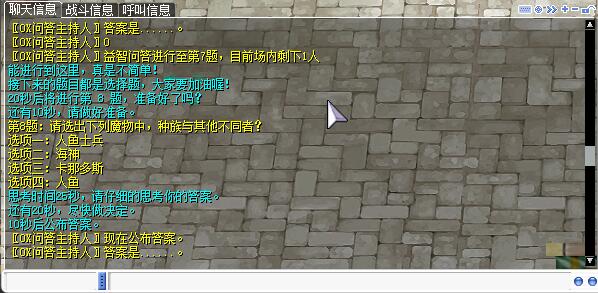 聊天信息 战斗信息 呼叫信息
〖OX问答主持人〗答案是......。
〖OX问答主持人〗O
〖OX问答主持人〗益智问答进行至第7题，目前场内剩下1人
能进行到这里，真是不简单！
接下来的题目都是选择题，大家要加油喔！
20秒后将进行第 8 题，准备好了吗？
还有10秒，请做好准备。
第8题：请选出下列魔物中，种族与其他不同者？
选项一：人鱼士兵
选项二：海神
选项三：卡那多斯
选项四：人鱼
思考时间25秒，请仔细的思考你的答案。
还有20秒，尽快做决定。
10秒后公布答案。
〖OX问答主持人〗现在公布答案。
〖OX问答主持人〗答案是......。